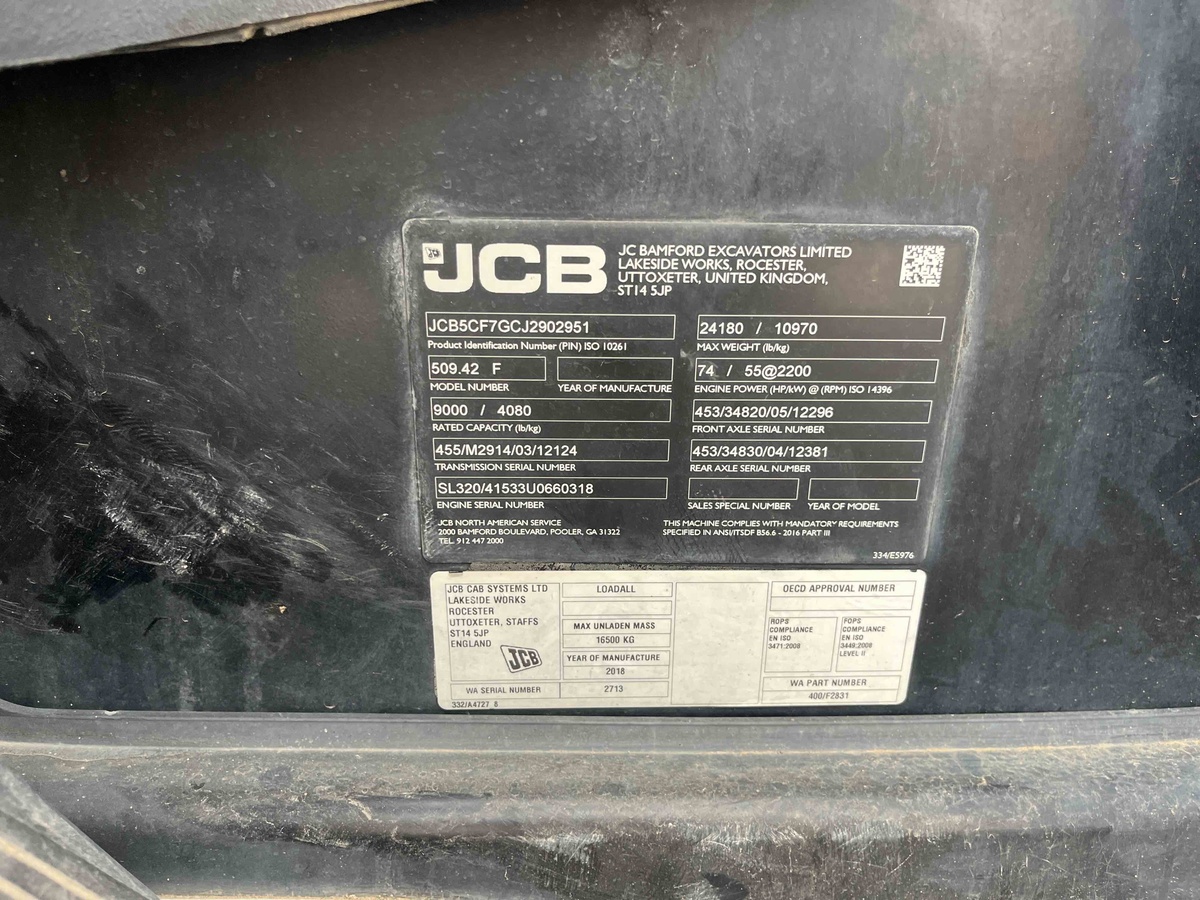 JCB
JC BAMFORD EXCAVATORS LIMITED
LAKESIDE WORKS, ROCESTER,
UTTOXETER, UNITED KINGDOM,
ST14 5JP
JCB5CF7GCJ2902951
Product Identification Number (PIN) ISO 10261
509.42 F
MODEL NUMBER
YEAR OF MANUFACTURE
9000 / 4080
RATED CAPACITY (lb/kg)
455/M2914/03/12124
TRANSMISSION SERIAL NUMBER
SL320/41533U0660318
ENGINE SERIAL NUMBER
24180 / 10970
MAX WEIGHT (lb/kg)
74 / 55@2200
ENGINE POWER (HP/kW) @ (RPM) ISO 14396
453/34820/05/12296
FRONT AXLE SERIAL NUMBER
453/34830/04/12381
REAR AXLE SERIAL NUMBER
SALES SPECIAL NUMBER
YEAR OF MODEL
JCB NORTH AMERICAN SERVICE
2000 BAMFORD BOULEVARD, POOLER, GA 31322
TEL. 912 447 2000
THIS MACHINE COMPLIES WITH MANDATORY REQUIREMENTS
SPECIFIED IN ANSI/ITSDF B56.6 - 2016 PART III
334/E5976
JCB CAB SYSTEMS LTD
LAKESIDE WORKS
ROCESTER
UTTOXETER, STAFFS
ST14 5JP
ENGLAND
JCB
WA SERIAL NUMBER
332/A4727 8
LOADALL
MAX UNLADEN MASS
16500 KG
YEAR OF MANUFACTURE
2018
2713
OECD APPROVAL NUMBER
ROPS
COMPLIANCE
EN ISO
3471:2008
FOPS
COMPLIANCE
EN ISO
3449:2008
LEVEL II
WA PART NUMBER
400/F2831